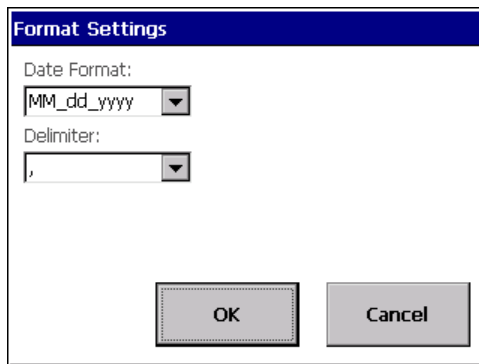 Format Settings
Date Format:
MM_dd_yyyy
Delimiter:
,
OK
Cancel